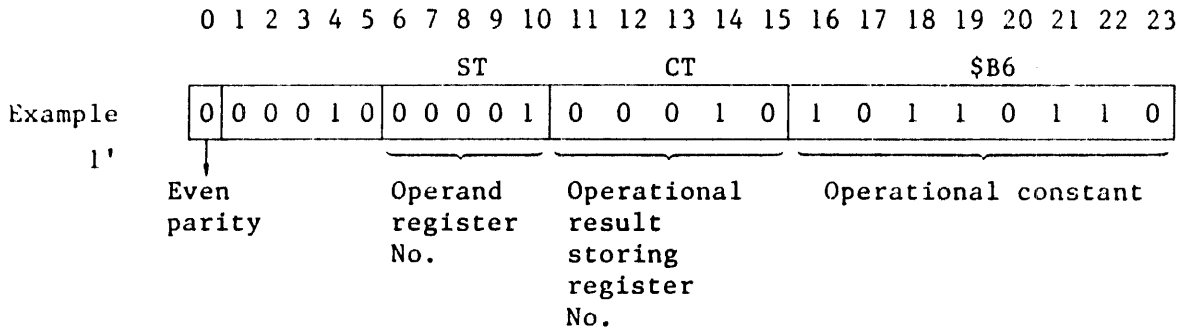 0 1 2 3 4 5 6 7 8 9 10 11 12 13 14 15 16 17 18 19 20 21 22 23
ST CT $B6
Example 0 0 0 0 1 0 0 0 0 0 1 0 0 0 1 0 1 0 1 1 0 1 1 0
1'
Even Operand Operational Operational constant
parity register result
No. storing
register
No.